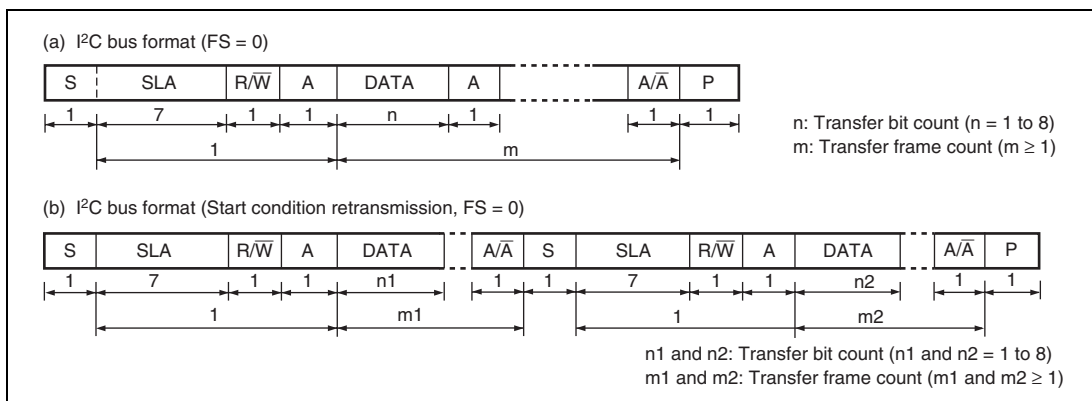 (a) I²C bus format (FS = 0)
S SLA R/W̅ A DATA A A/A̅ P
1 7 1 1 n 1 1 1
1 m
n: Transfer bit count (n = 1 to 8)
m: Transfer frame count (m ≥ 1)
(b) I²C bus format (Start condition retransmission, FS = 0)
S SLA R/W̅ A DATA A/A̅ S SLA R/W̅ A DATA A/A̅ P
1 7 1 1 n1 1 1 7 1 1 n2 1 1
1 m1 1 m2
n1 and n2: Transfer bit count (n1 and n2 = 1 to 8)
m1 and m2: Transfer frame count (m1 and m2 ≥ 1)